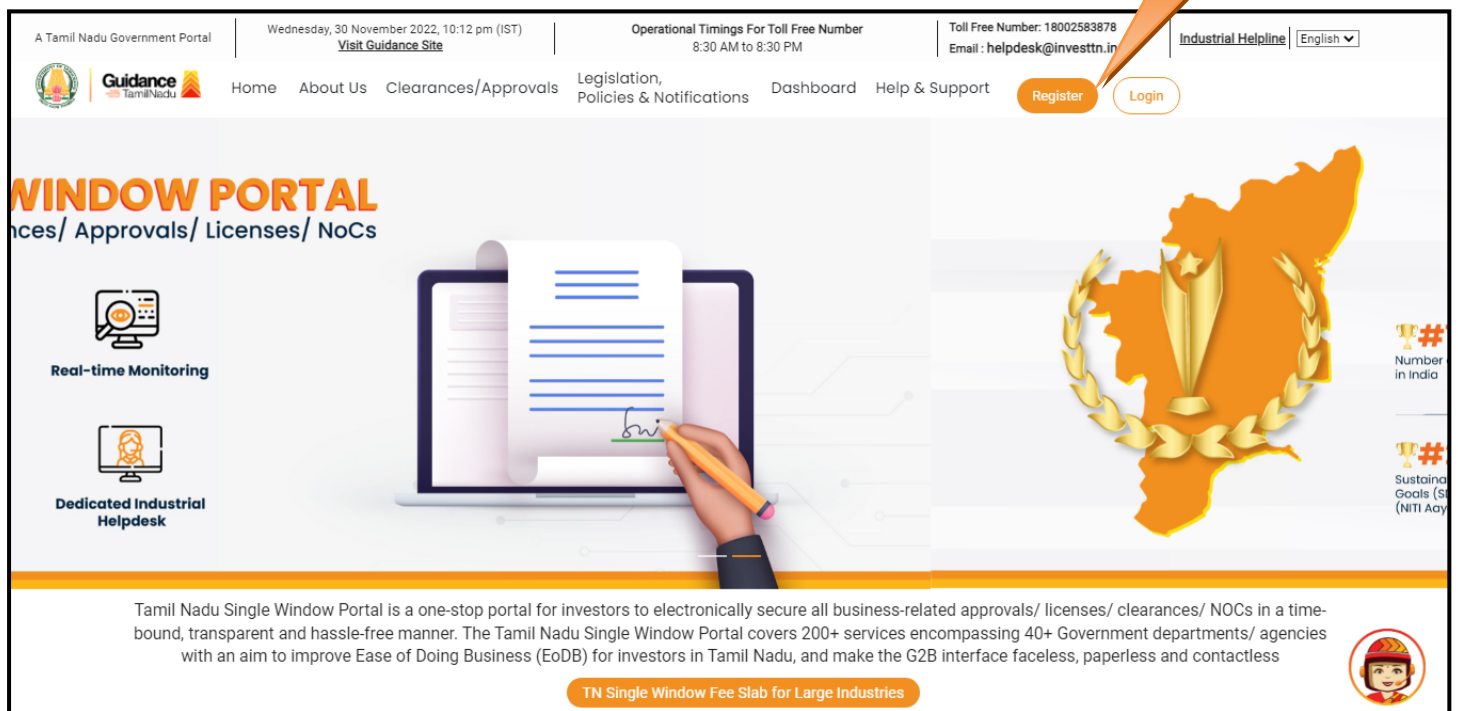 A Tamil Nadu Government Portal
Wednesday, 30 November 2022, 10:12 pm (IST)
Visit Guidance Site
Operational Timings For Toll Free Number
8:30 AM to 8:30 PM
Toll Free Number: 18002583878
Email : helpdesk@investtn.in
Industrial Helpline
English
Guidance
TamilNadu
Home
About Us
Clearances/Approvals
Legislation,
Policies & Notifications
Dashboard
Help & Support
Register
Login
WINDOW PORTAL
nces/ Approvals/ Licenses/ NoCs
Real-time Monitoring
Dedicated Industrial
Helpdesk
Number
in India
Goals
(NITI
Tamil Nadu Single Window Portal is a one-stop portal for investors to electronically secure all business-related approvals/ licenses/ clearances/ NOCs in a time-
bound, transparent and hassle-free manner. The Tamil Nadu Single Window Portal covers 200+ services encompassing 40+ Government departments/ agencies
with an aim to improve Ease of Doing Business (EoDB) for investors in Tamil Nadu, and make the G2B interface faceless, paperless and contactless
TN Single Window Fee Slab for Large Industries